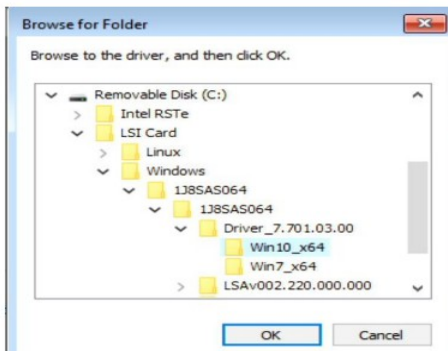 Browse for Folder
Browse to the driver, and then click OK.
Removable Disk (C:)
Intel RSTe
LSI Card
Linux
Windows
1J8SAS064
1J8SAS064
Driver_7.701.03.00
Win10_x64
Win7_x64
LSAv002.220.000.000
OK
Cancel